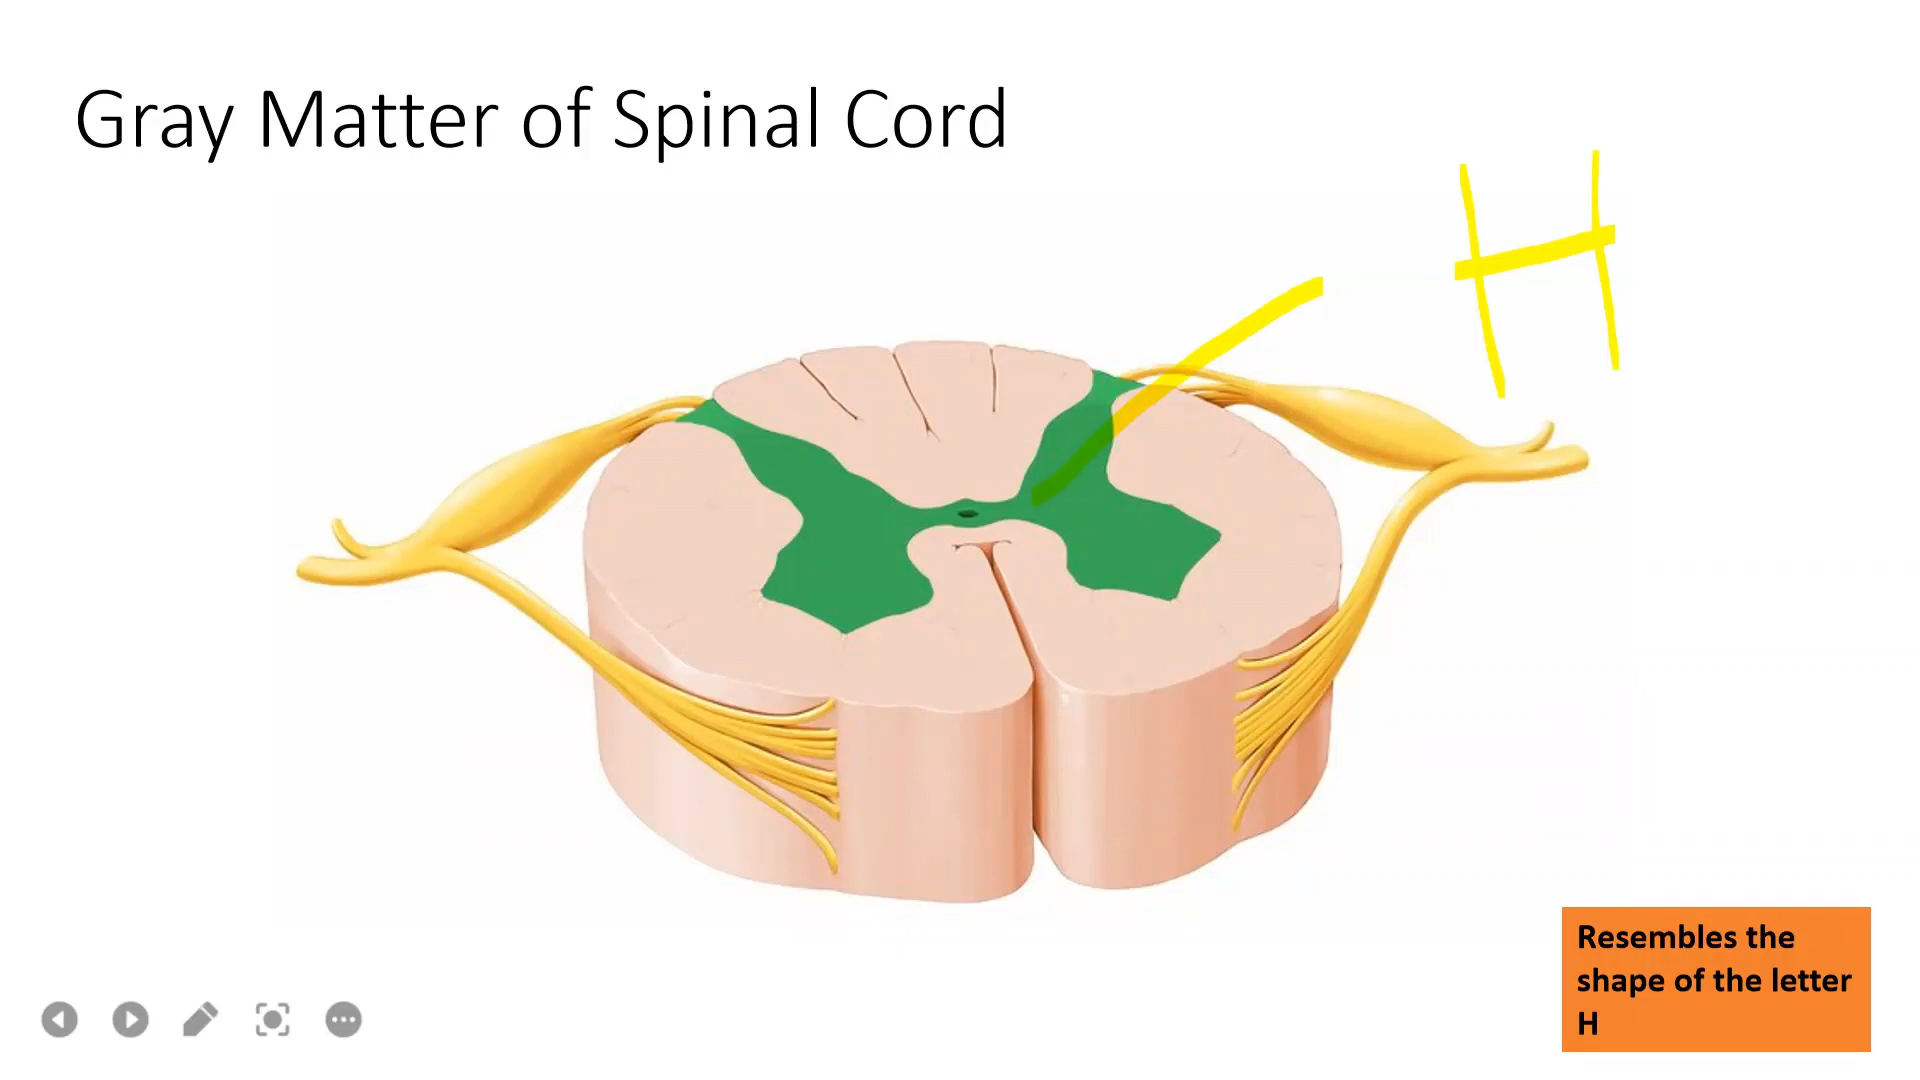 Gray Matter of Spinal Cord
H
Resembles the
shape of the letter
H